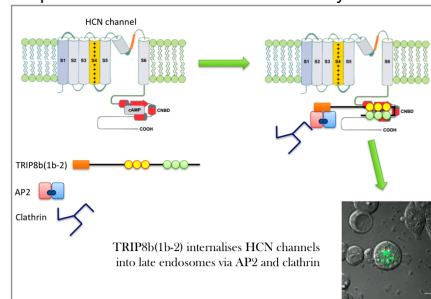 HCN channel
S1 S2 S3 S4 S5 S6
cAMP CNBD
COOH
S1 S2 S3 S4 S5 S6
CNBD
COOH
TRIP8b(1b-2)
AP2
Clathrin
TRIP8b(1b-2) internalises HCN channels
into late endosomes via AP2 and clathrin